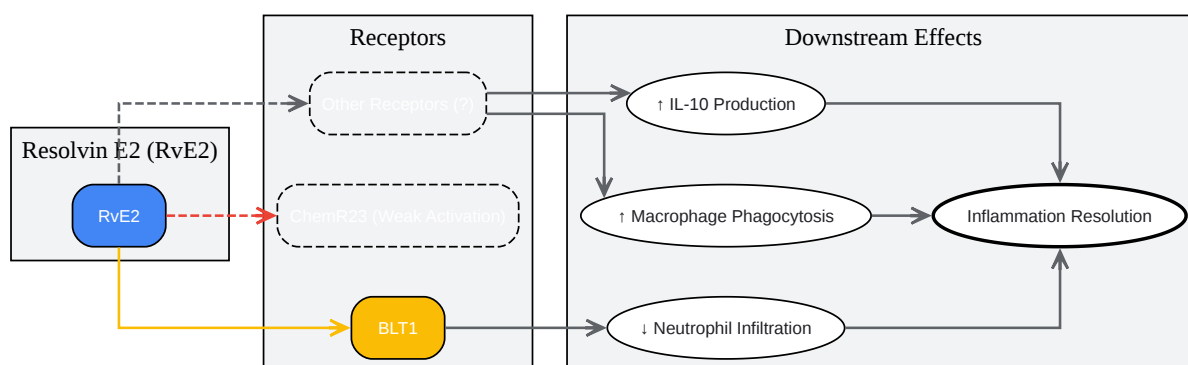 Receptors
Downstream Effects
Other Receptors (?)
↑ IL-10 Production
Resolvin E2 (RvE2)
RvE2
ChemR23 (Weak Activation)
↑ Macrophage Phagocytosis
Inflammation Resolution
BLT1
↓ Neutrophil Infiltration